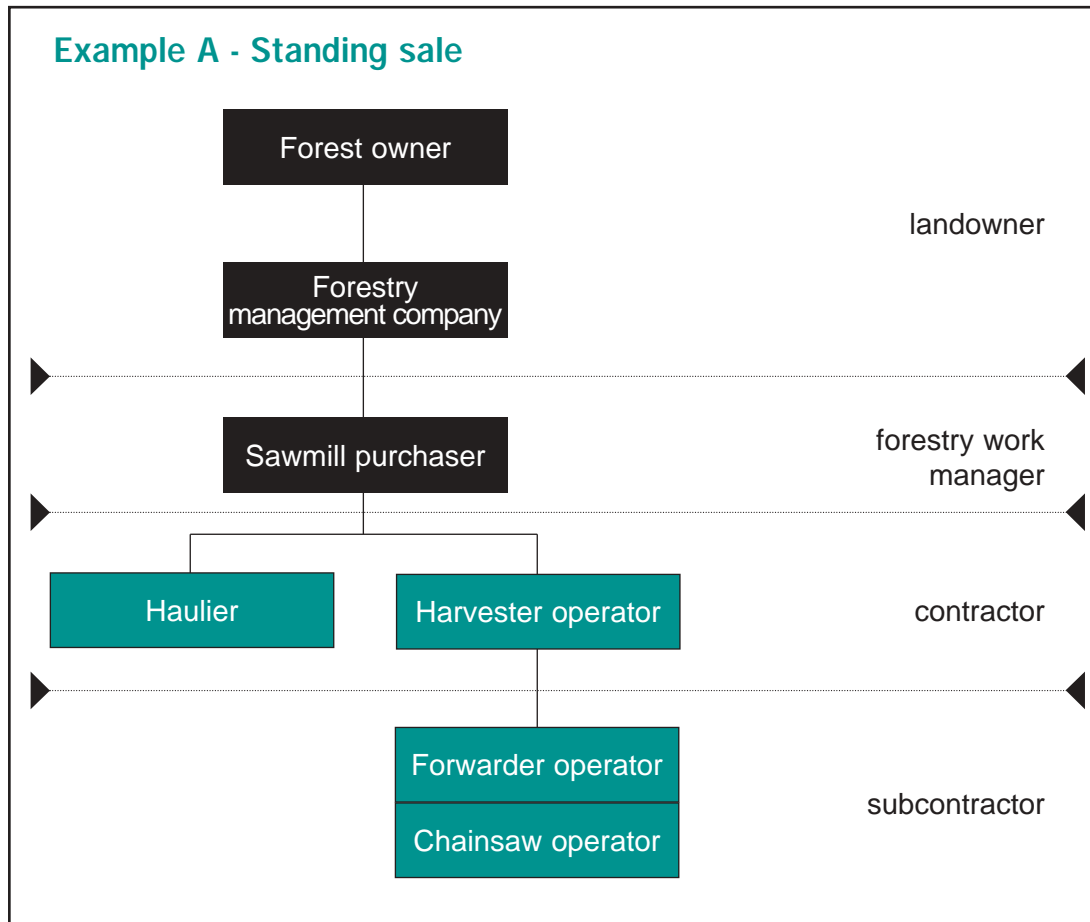 Example A - Standing sale
Forest owner
landowner
Forestry
management company
Sawmill purchaser
forestry work
manager
Haulier
Harvester operator
contractor
Forwarder operator
Chainsaw operator
subcontractor